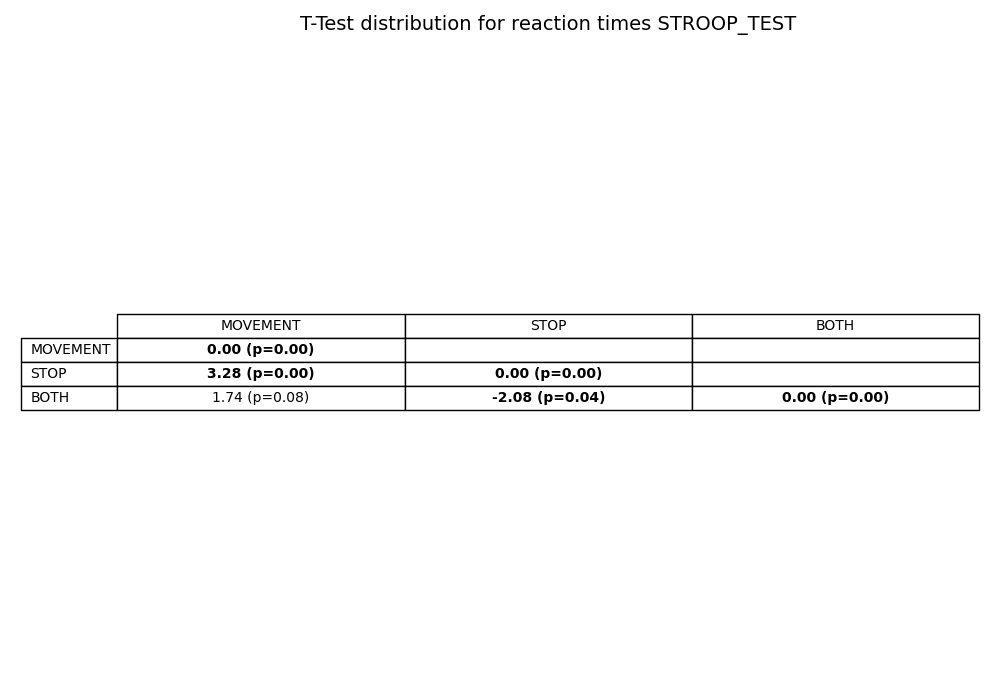 T-Test distribution for reaction times STROOP_TEST
MOVEMENT STOP BOTH
MOVEMENT 0.00 (p=0.00)
STOP 3.28 (p=0.00) 0.00 (p=0.00)
BOTH 1.74 (p=0.08) -2.08 (p=0.04) 0.00 (p=0.00)